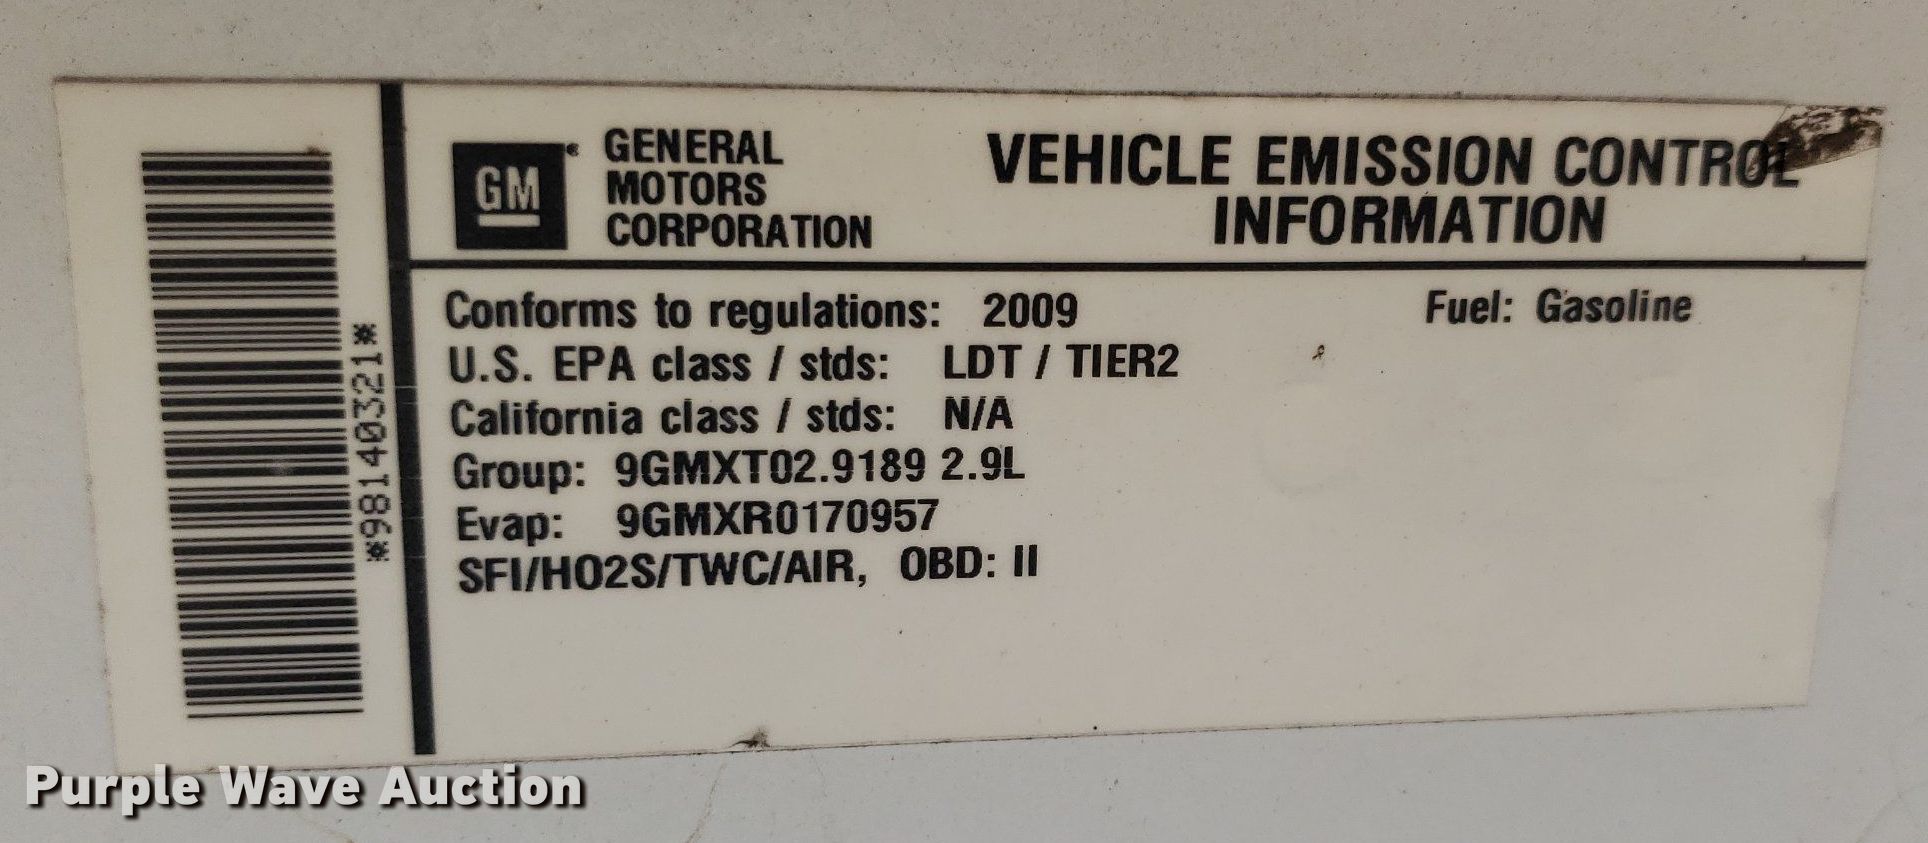 *98140321*
GM
GENERAL
MOTORS
CORPORATION
VEHICLE EMISSION CONTROL
INFORMATION
Conforms to regulations: 2009 Fuel: Gasoline
U.S. EPA class / stds: LDT / TIER2
California class / stds: N/A
Group: 9GMXT02.9189 2.9L
Evap: 9GMXR0170957
SFI/HO2S/TWC/AIR, OBD: II
Purple Wave Auction